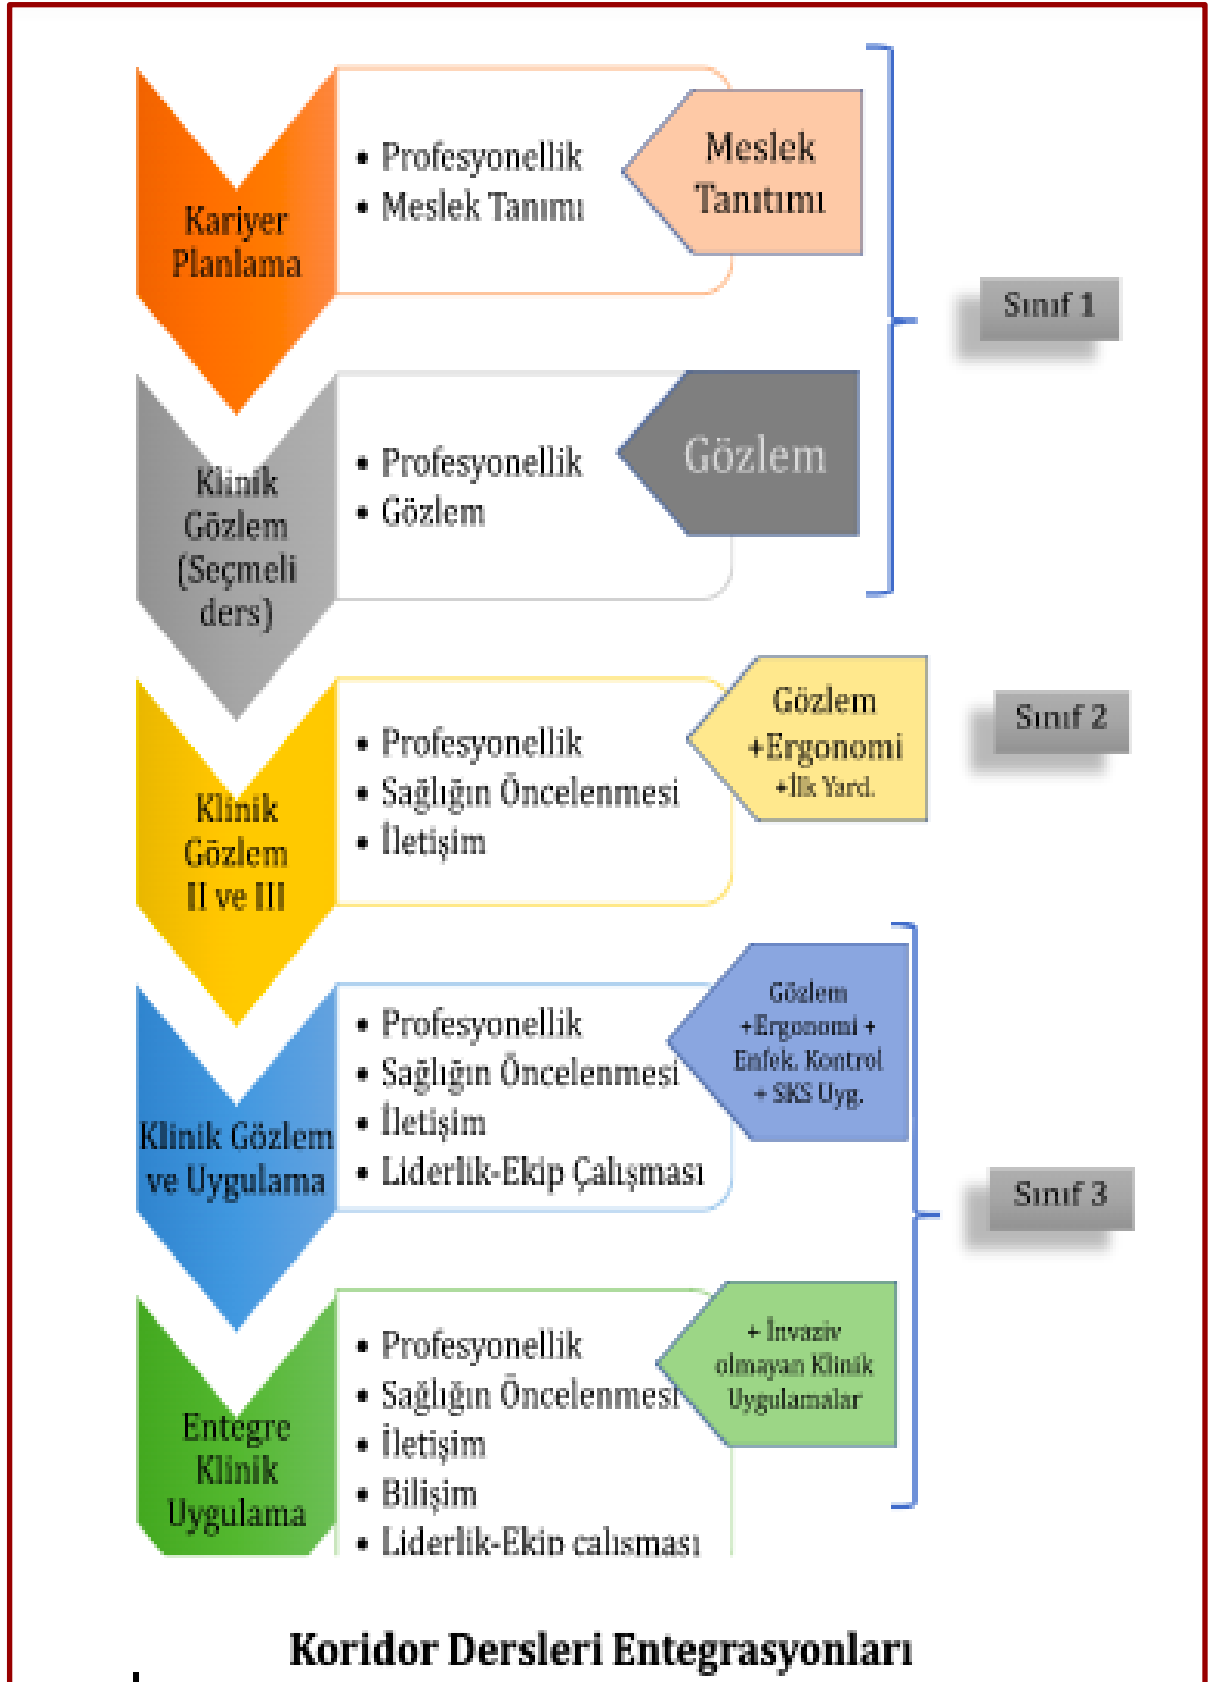 Kariyer
Planlama
• Profesyonellik
• Meslek Tanımı
Meslek
Tanıtımı
Sınıf 1
Klinik
Gözlem
(Seçmeli
ders)
• Profesyonellik
• Gözlem
Gözlem
Klinik
Gözlem
II ve III
• Profesyonellik
• Sağlığın Öncelenmesi
• İletişim
Gözlem
+Ergonomi
+İlk Yard.
Sınıf 2
Klinik Gözlem
ve Uygulama
• Profesyonellik
• Sağlığın Öncelenmesi
• İletişim
• Liderlik-Ekip Çalışması
Gözlem
+Ergonomi +
Enfek. Kontrol
+ SKS Uyg.
Sınıf 3
Entegre
Klinik
Uygulama
• Profesyonellik
• Sağlığın Öncelenmesi
• İletişim
• Bilişim
• Liderlik-Ekip çalışması
+ İnvaziv
olmayan Klinik
Uygulamalar
Koridor Dersleri Entegrasyonları